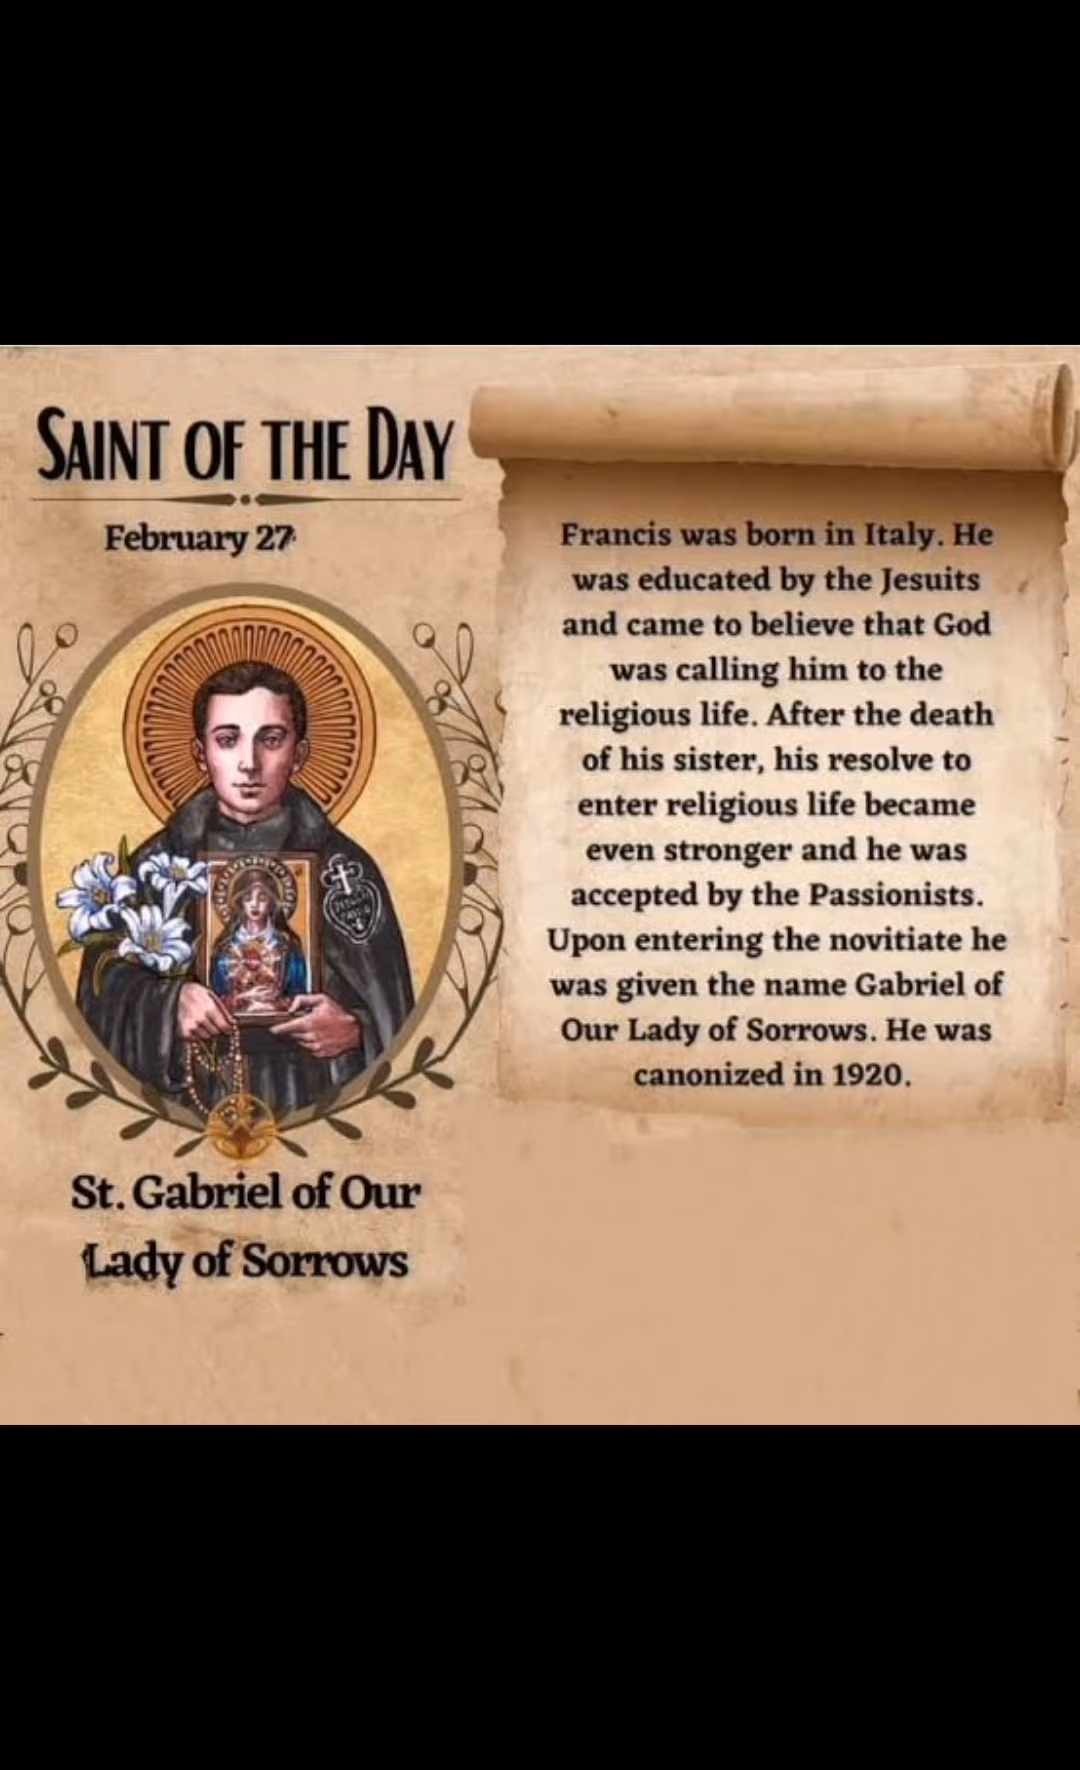 SAINT OF THE DAY
February 27
Francis was born in Italy. He
was educated by the Jesuits
and came to believe that God
was calling him to the
religious life. After the death
of his sister, his resolve to
enter religious life became
even stronger and he was
accepted by the Passionists.
Upon entering the novitiate he
was given the name Gabriel of
Our Lady of Sorrows. He was
canonized in 1920.
St. Gabriel of Our
Lady of Sorrows